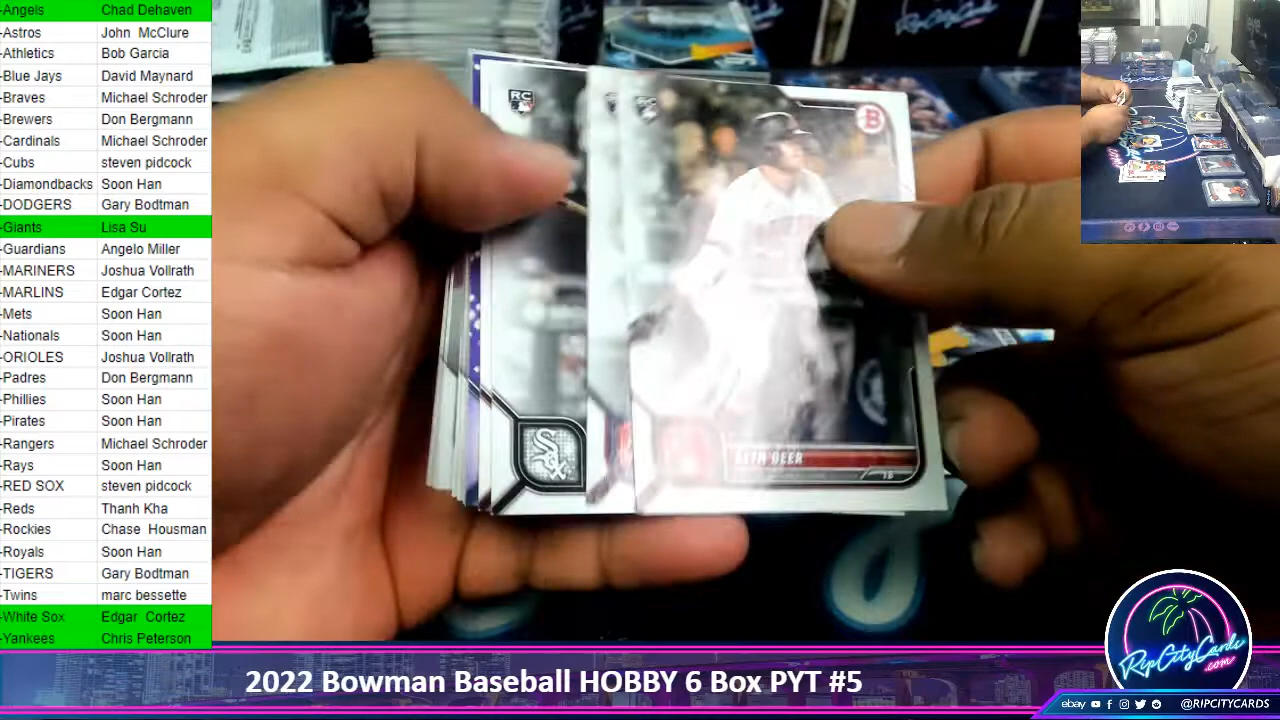 -Angels Chad Dehaven
-Astros John McClure
-Athletics Bob Garcia
-Blue Jays David Maynard
-Braves Michael Schroder
-Brewers Don Bergmann
-Cardinals Michael Schroder
-Cubs steven pidcock
-Diamondbacks Soon Han
-DODGERS Gary Bodtman
-Giants Lisa Su
-Guardians Angelo Miller
-MARINERS Joshua Vollrath
-MARLINS Edgar Cortez
-Mets Soon Han
-Nationals Soon Han
-ORIOLES Joshua Vollrath
-Padres Don Bergmann
-Phillies Soon Han
-Pirates Soon Han
-Rangers Michael Schroder
-Rays Soon Han
-RED SOX steven pidcock
-Reds Thanh Kha
-Rockies Chase Housman
-Royals Soon Han
-TIGERS Gary Bodtman
-Twins marc bessette
-White Sox Edgar Cortez
-Yankees Chris Peterson
RC
B
SOX
BEER
RipCityCards
.com
2022 Bowman Baseball HOBBY 6 Box PYT #5
ebay @RIPCITYCARDS